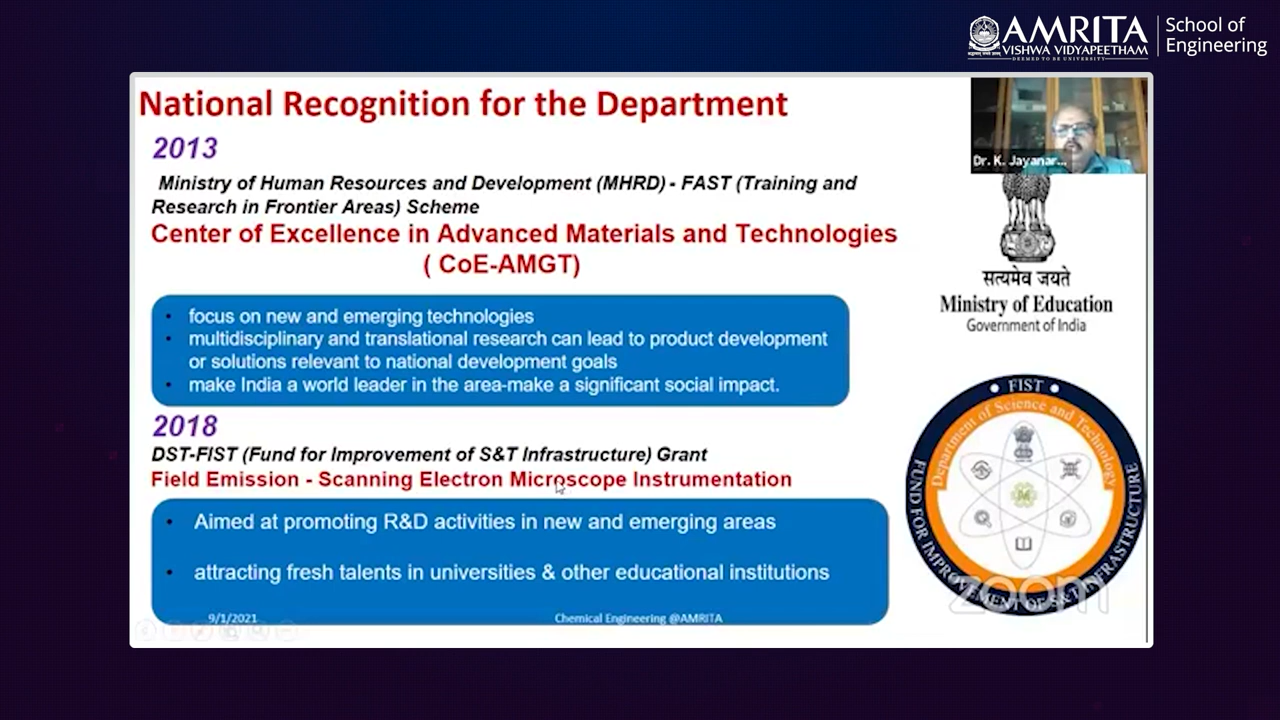 AMRITA
VISHWA VIDYAPEETHAM
DEEMED TO BE UNIVERSITY
School of
Engineering
National Recognition for the Department
Dr. K. Jayanar...
2013
Ministry of Human Resources and Development (MHRD) - FAST (Training and
Research in Frontier Areas) Scheme
Center of Excellence in Advanced Materials and Technologies
( CoE-AMGT)
सत्यमेव जयते
Ministry of Education
Government of India
• focus on new and emerging technologies
• multidisciplinary and translational research can lead to product development
or solutions relevant to national development goals
• make India a world leader in the area-make a significant social impact.
2018
DST-FIST (Fund for Improvement of S&T Infrastructure) Grant
Field Emission - Scanning Electron Microscope Instrumentation
• Aimed at promoting R&D activities in new and emerging areas
• attracting fresh talents in universities & other educational institutions
• FIST •
Department of Science and Technology
FUND FOR IMPROVEMENT OF S&T INFRASTRUCTURE
zoom
9/1/2021
Chemical Engineering @AMRITA